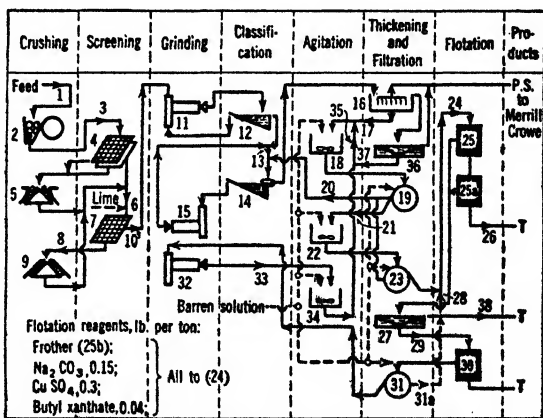 Crushing Screening Grinding Classifi- Agitation Thickening Flotation Pro-
cation and ducts
Filtration
Feed
1
2
3
4
5
Lime
6
7
8
9
10
11
12
13
14
15
32
33
35
16
17
37
18
36
20
19
21
22
23
34
27
29
28
38
31
31a
24
25
25a
26
30
P.S.
to
Merrill
Crowe
T
T
T
Barren solution
Flotation reagents, lb. per ton:
Frother (25b);
Na2 CO3, 0.15;
Cu SO4, 0.3;
Butyl xanthate, 0.04;
All to (24)